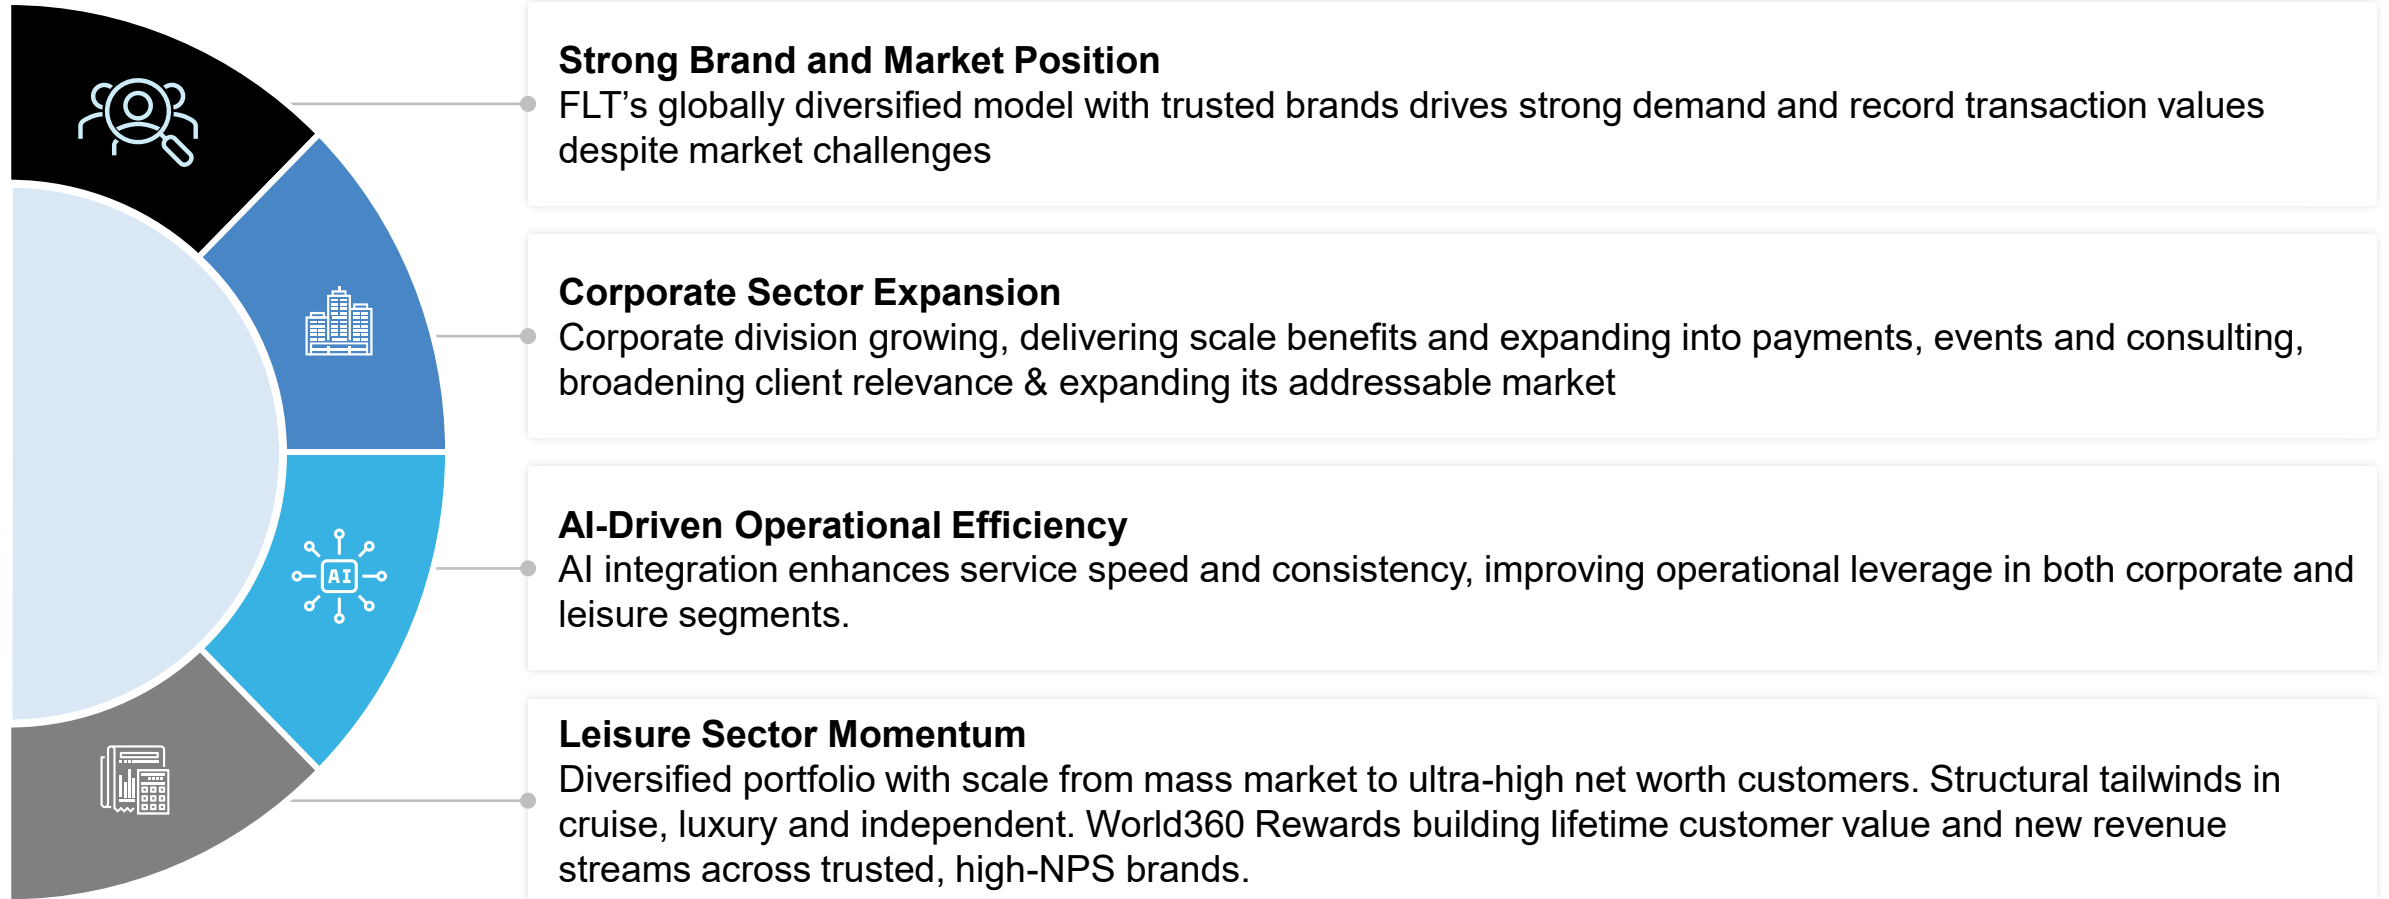 Strong Brand and Market Position
FLT’s globally diversified model with trusted brands drives strong demand and record transaction values
despite market challenges
Corporate Sector Expansion
Corporate division growing, delivering scale benefits and expanding into payments, events and consulting,
broadening client relevance & expanding its addressable market
AI
AI-Driven Operational Efficiency
AI integration enhances service speed and consistency, improving operational leverage in both corporate and
leisure segments.
Leisure Sector Momentum
Diversified portfolio with scale from mass market to ultra-high net worth customers. Structural tailwinds in
cruise, luxury and independent. World360 Rewards building lifetime customer value and new revenue
streams across trusted, high-NPS brands.